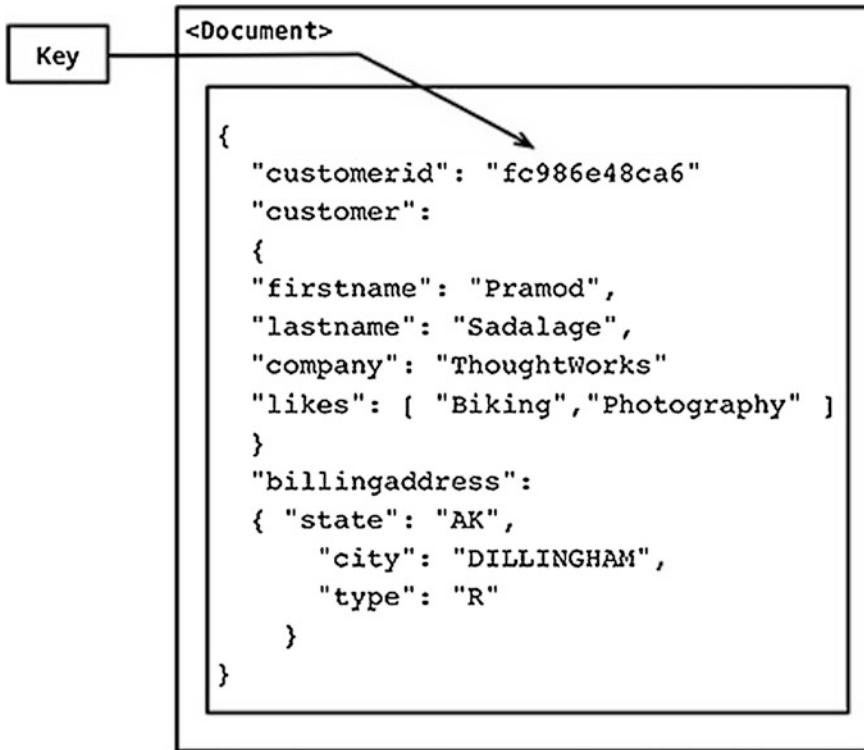 <Document>
Key
{
"customerid": "fc986e48ca6"
"customer":
{
"firstname": "Pramod",
"lastname": "Sadalage",
"company": "ThoughtWorks"
"likes": [ "Biking","Photography" ]
}
"billingaddress":
{ "state": "AK",
"city": "DILLINGHAM",
"type": "R"
}
}